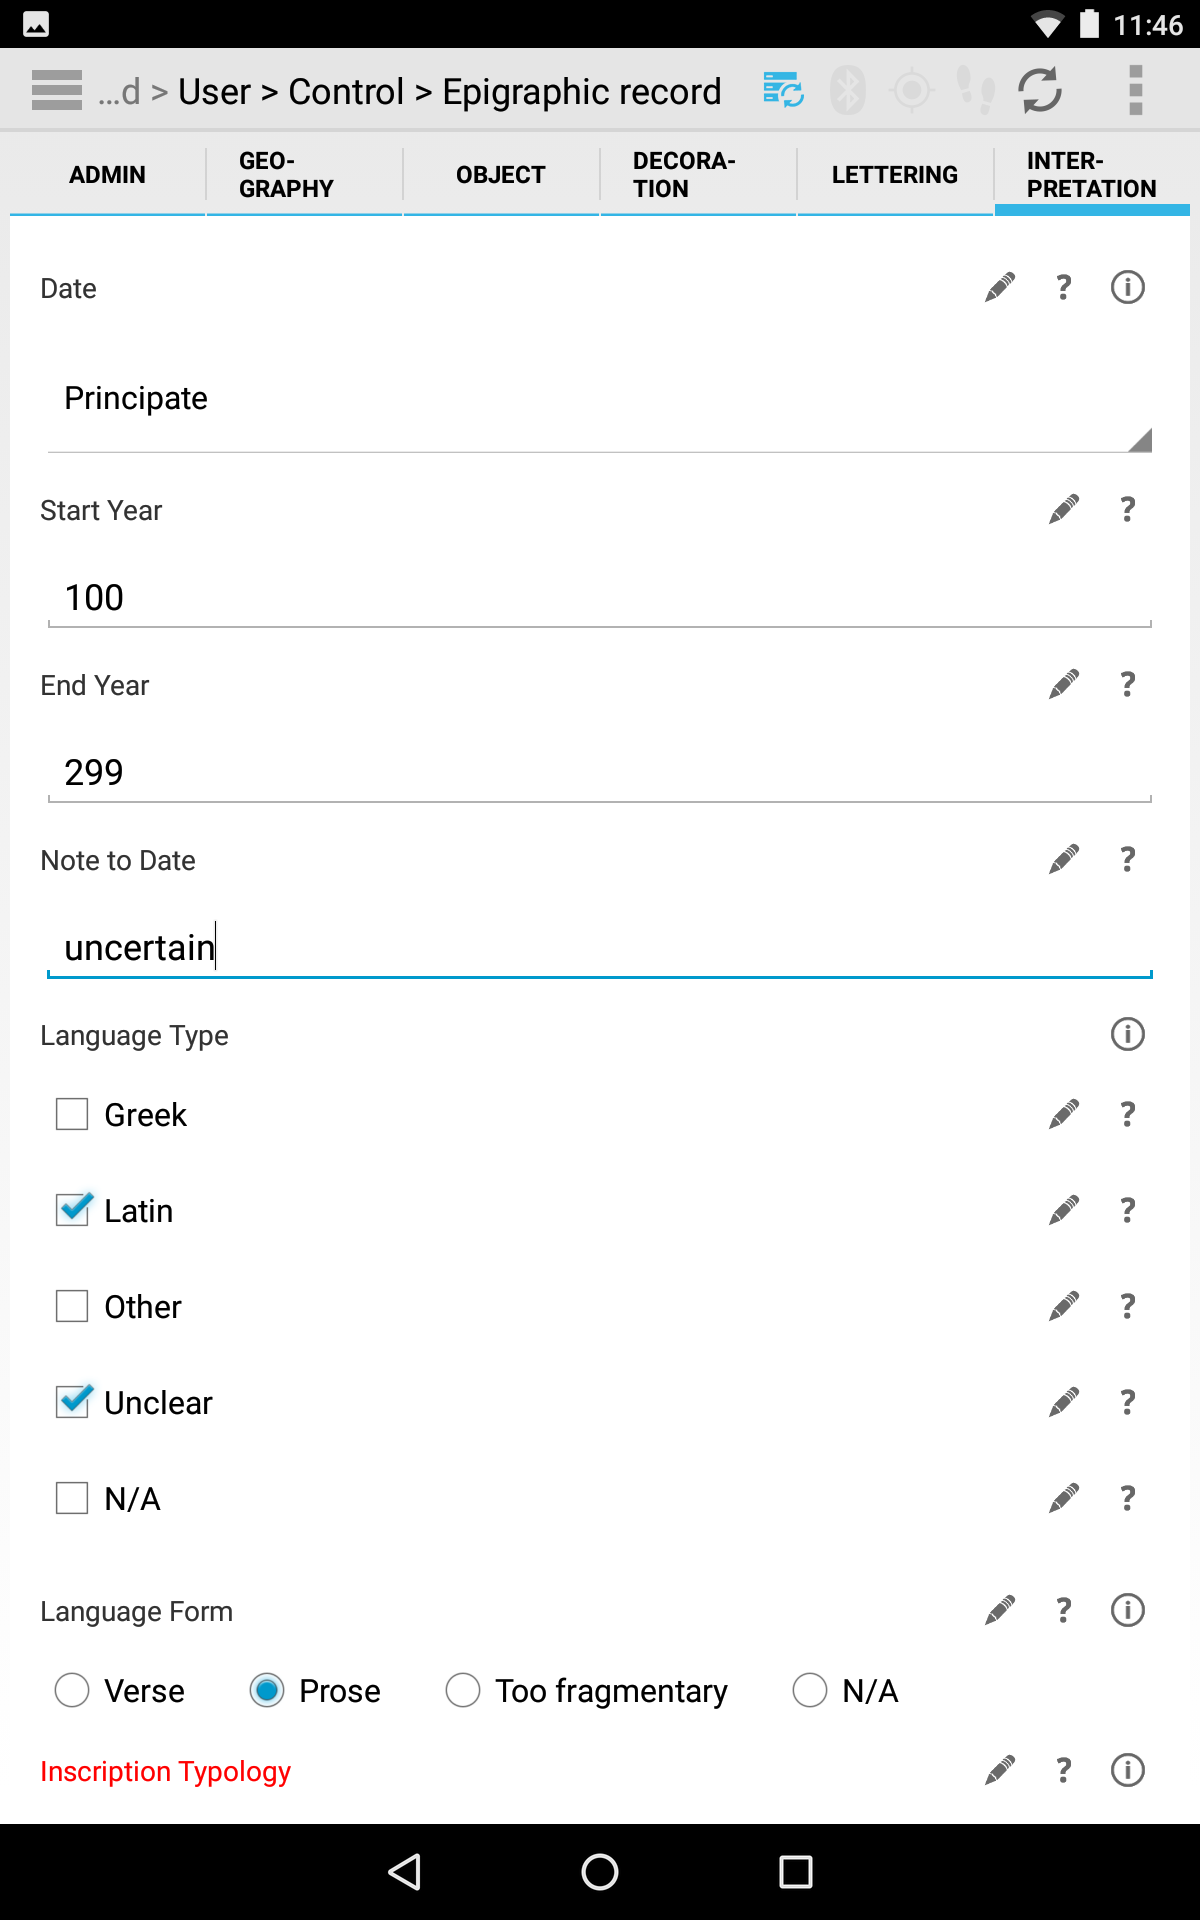 11:46
...d > User > Control > Epigraphic record
ADMIN
GEO-
GRAPHY
OBJECT
DECORA-
TION
LETTERING
INTER-
PRETATION
Date
?
Principate
Start Year
?
100
End Year
?
299
Note to Date
?
uncertain
Language Type
Greek
?
Latin
?
Other
?
Unclear
?
N/A
?
Language Form
?
Verse Prose Too fragmentary N/A
Inscription Typology
?